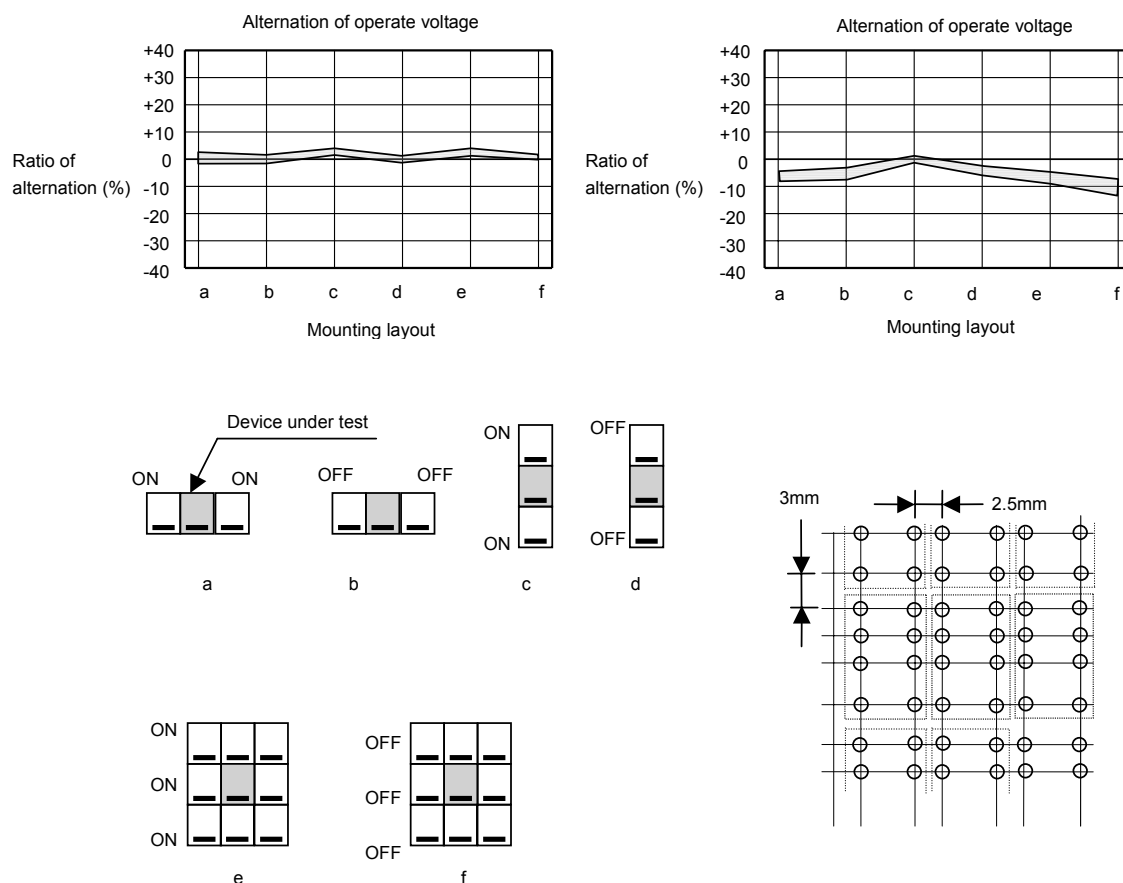 Alternation of operate voltage
+40
+30
+20
+10
0
-10
-20
-30
-40
Ratio of
alternation (%)
a b c d e f
Mounting layout
Alternation of operate voltage
+40
+30
+20
+10
0
-10
-20
-30
-40
Ratio of
alternation (%)
a b c d e f
Mounting layout
Device under test
ON ON
a
OFF OFF
b
ON
ON
c
OFF
OFF
d
3mm
2.5mm
ON
ON
ON
e
OFF
OFF
OFF
f